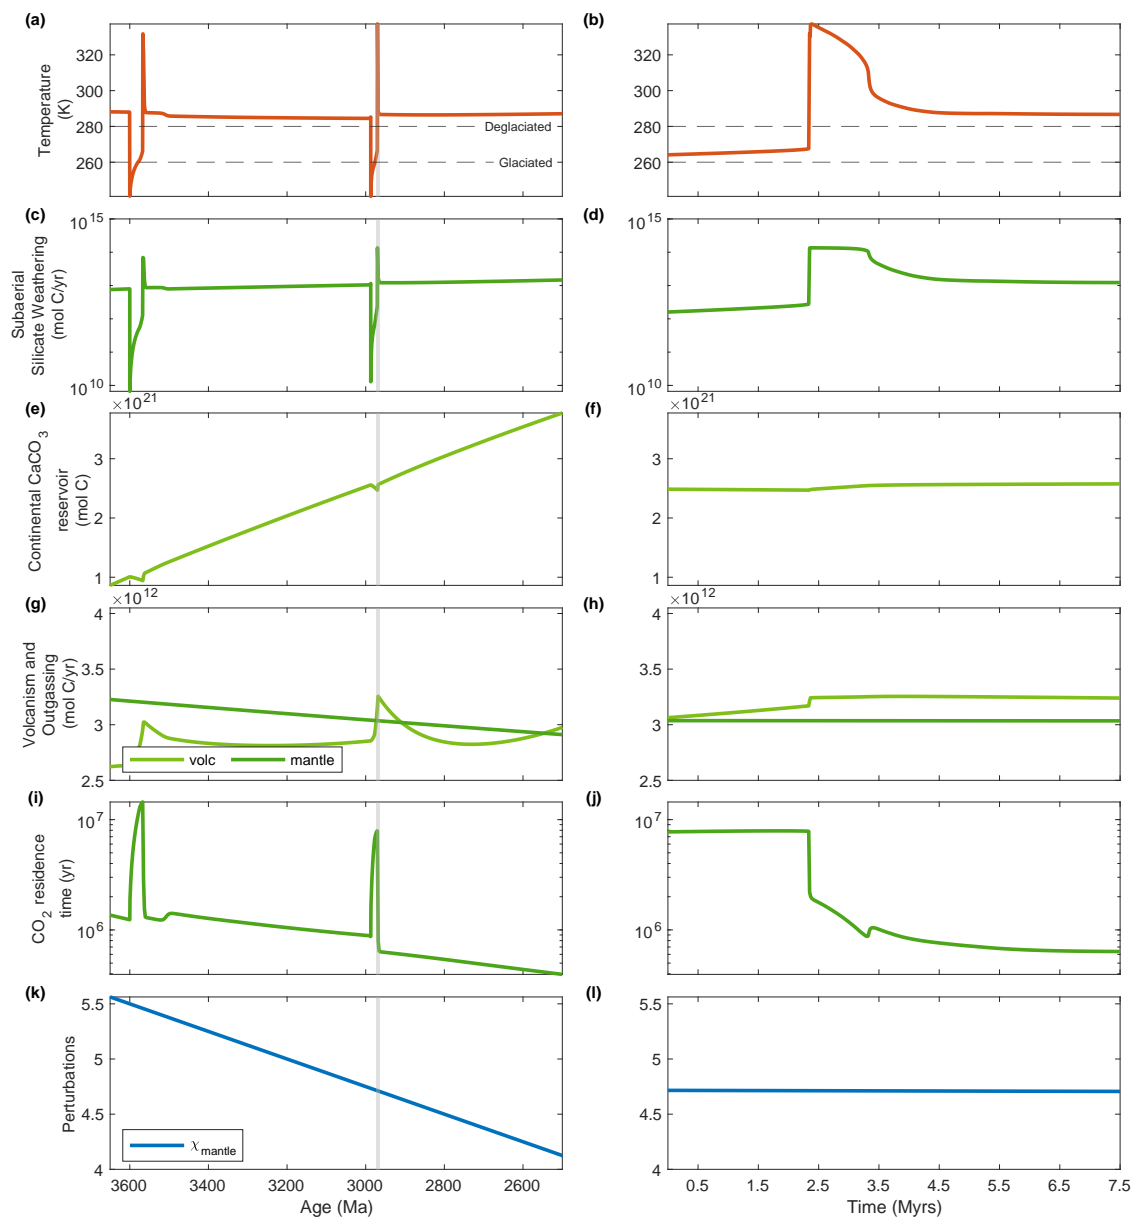 (a)
(b)
Temperature
(K)
320
300
280
260
Deglaciated
Glaciated
320
300
280
260
(c)
(d)
Subaerial
Silicate Weathering
(mol C/yr)
10^15
10^10
10^15
10^10
(e)
×10^21
(f)
×10^21
Continental CaCO_3
reservoir
(mol C)
3
2
1
3
2
1
(g)
×10^12
(h)
×10^12
Volcanism and
Outgassing
(mol C/yr)
4
3.5
3
2.5
volc
mantle
4
3.5
3
2.5
(i)
(j)
CO_2 residence
time (yr)
10^7
10^6
10^7
10^6
(k)
(l)
Perturbations
5.5
5
4.5
4
χ_mantle
5.5
5
4.5
4
3600 3400 3200 3000 2800 2600
Age (Ma)
0.5 1.5 2.5 3.5 4.5 5.5 6.5 7.5
Time (Myrs)